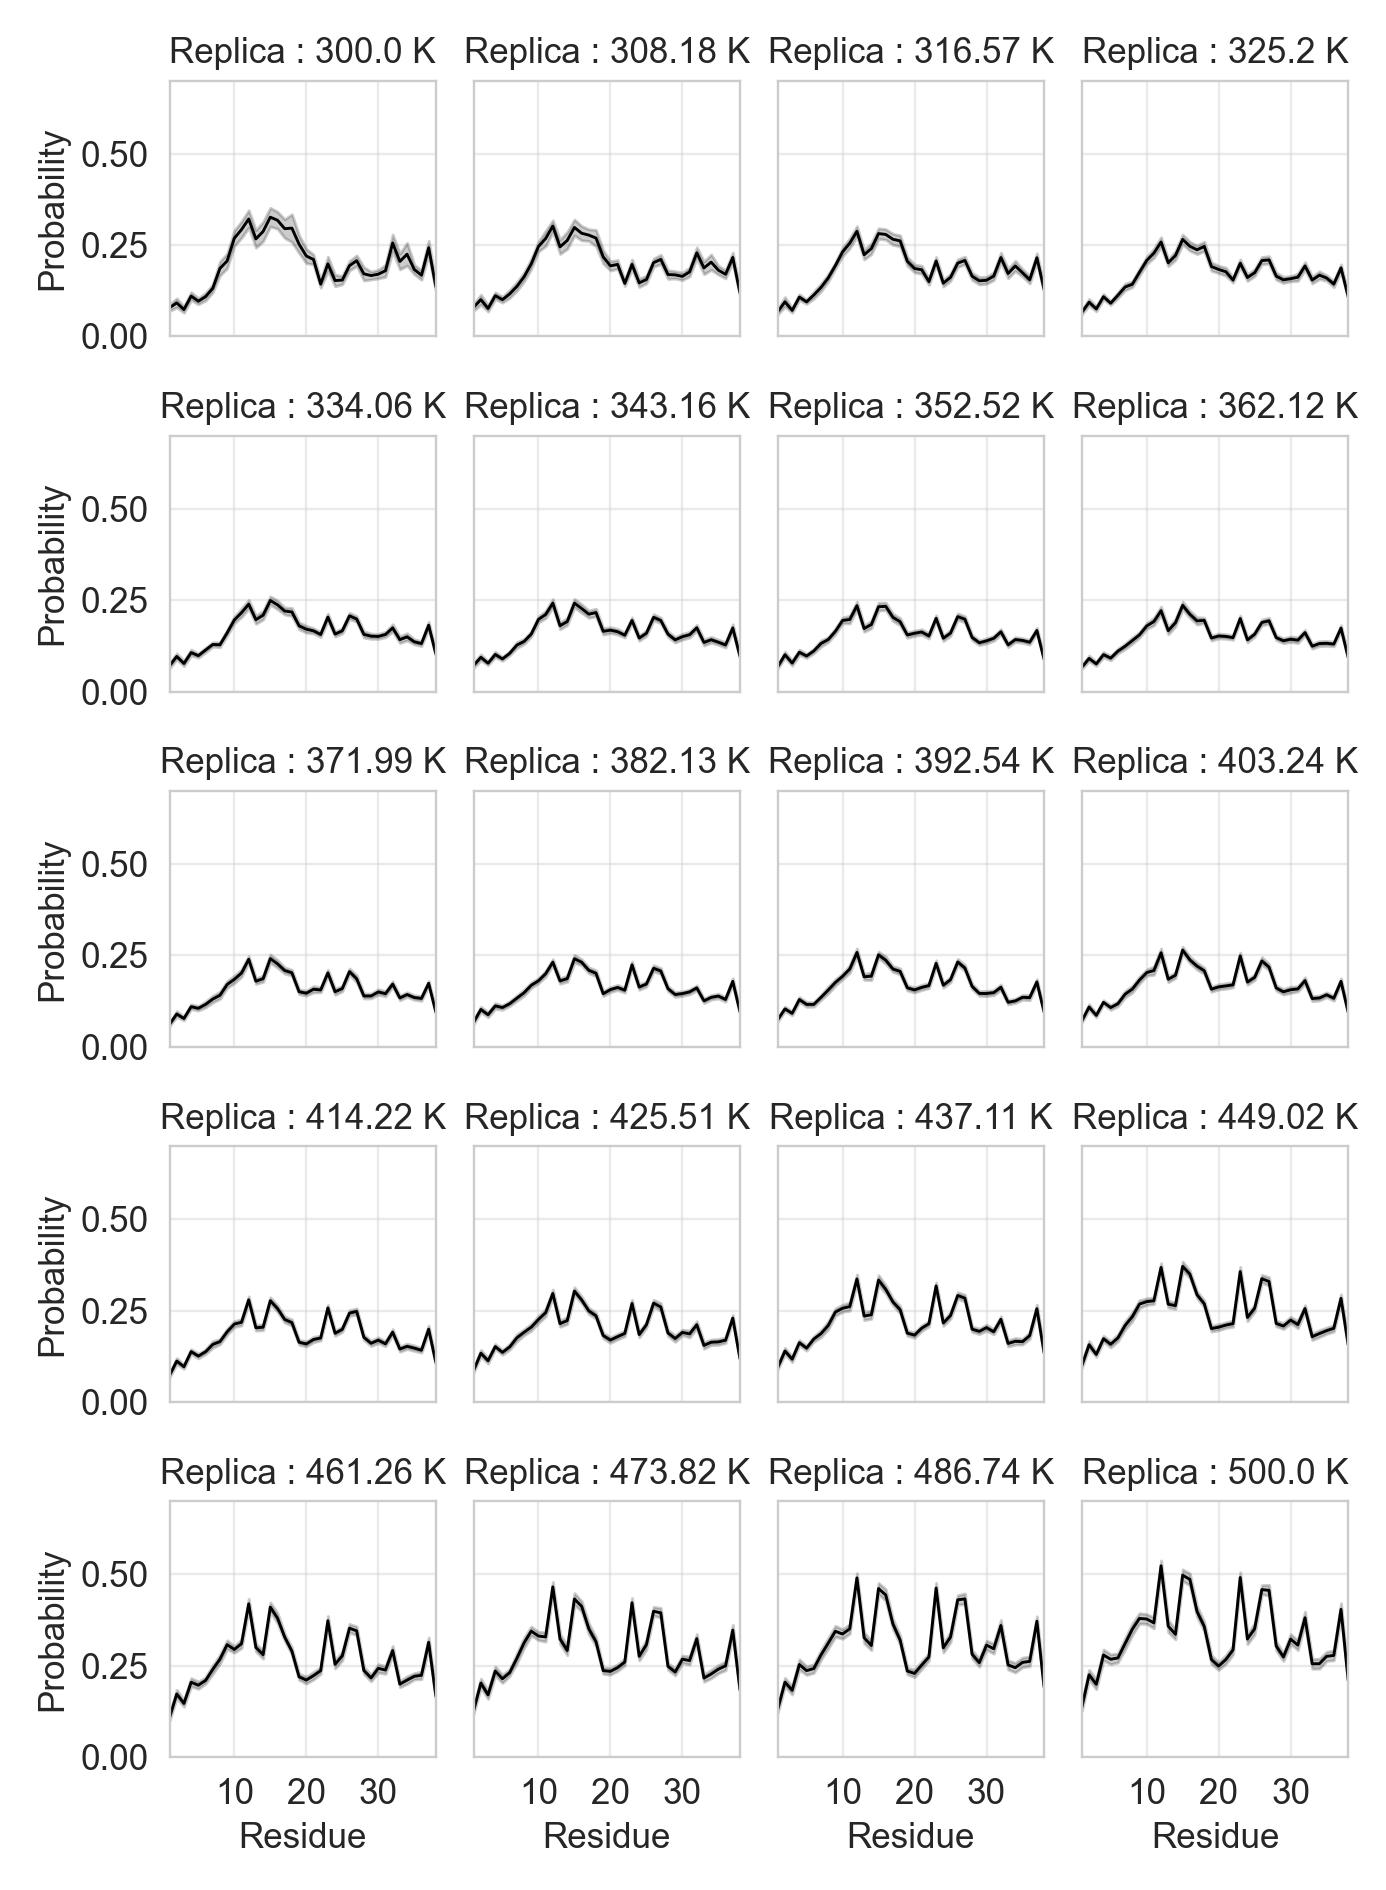 Replica : 300.0 K Replica : 308.18 K Replica : 316.57 K Replica : 325.2 K
Probability
0.50
0.25
0.00
Replica : 334.06 K Replica : 343.16 K Replica : 352.52 K Replica : 362.12 K
Probability
0.50
0.25
0.00
Replica : 371.99 K Replica : 382.13 K Replica : 392.54 K Replica : 403.24 K
Probability
0.50
0.25
0.00
Replica : 414.22 K Replica : 425.51 K Replica : 437.11 K Replica : 449.02 K
Probability
0.50
0.25
0.00
Replica : 461.26 K Replica : 473.82 K Replica : 486.74 K Replica : 500.0 K
Probability
0.50
0.25
0.00
10 20 30 10 20 30 10 20 30 10 20 30
Residue Residue Residue Residue